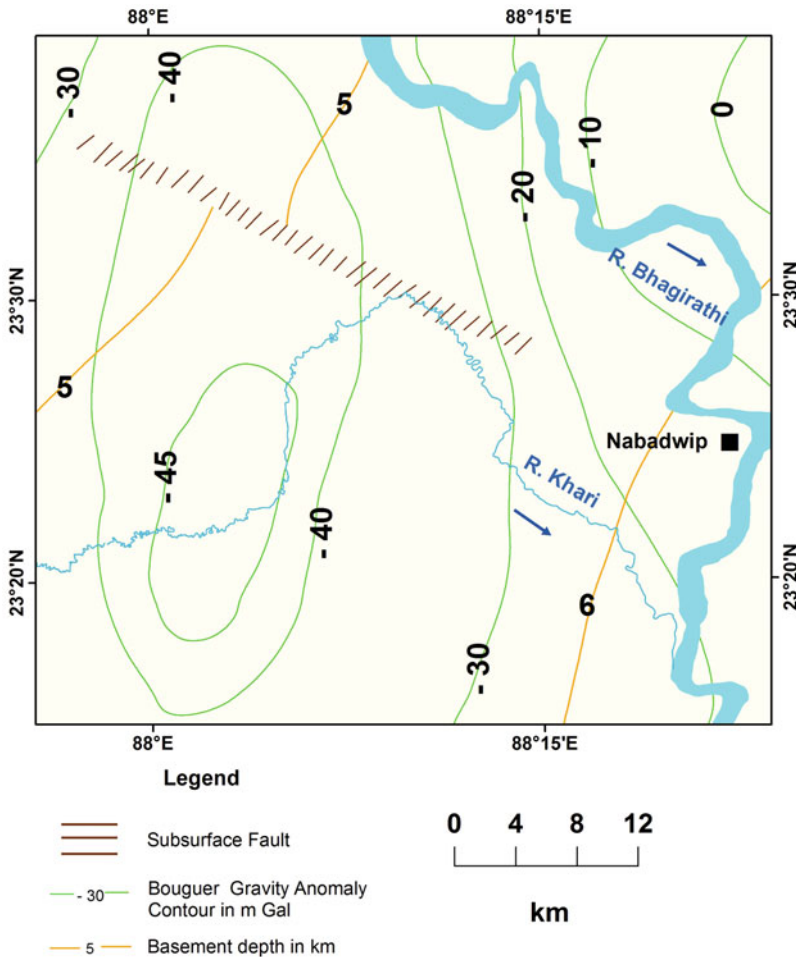 88°E 88°15'E
- 30
- 40
5
- 10
0
- 20
R. Bhagirathi
23°30'N 23°30'N
5
Nabadwip
- 45
R. Khari
- 40
23°20'N 23°20'N
6
- 30
88°E 88°15'E
Legend
Subsurface Fault
0 4 8 12
km
- 30 Bouguer Gravity Anomaly
Contour in m Gal
5 Basement depth in km